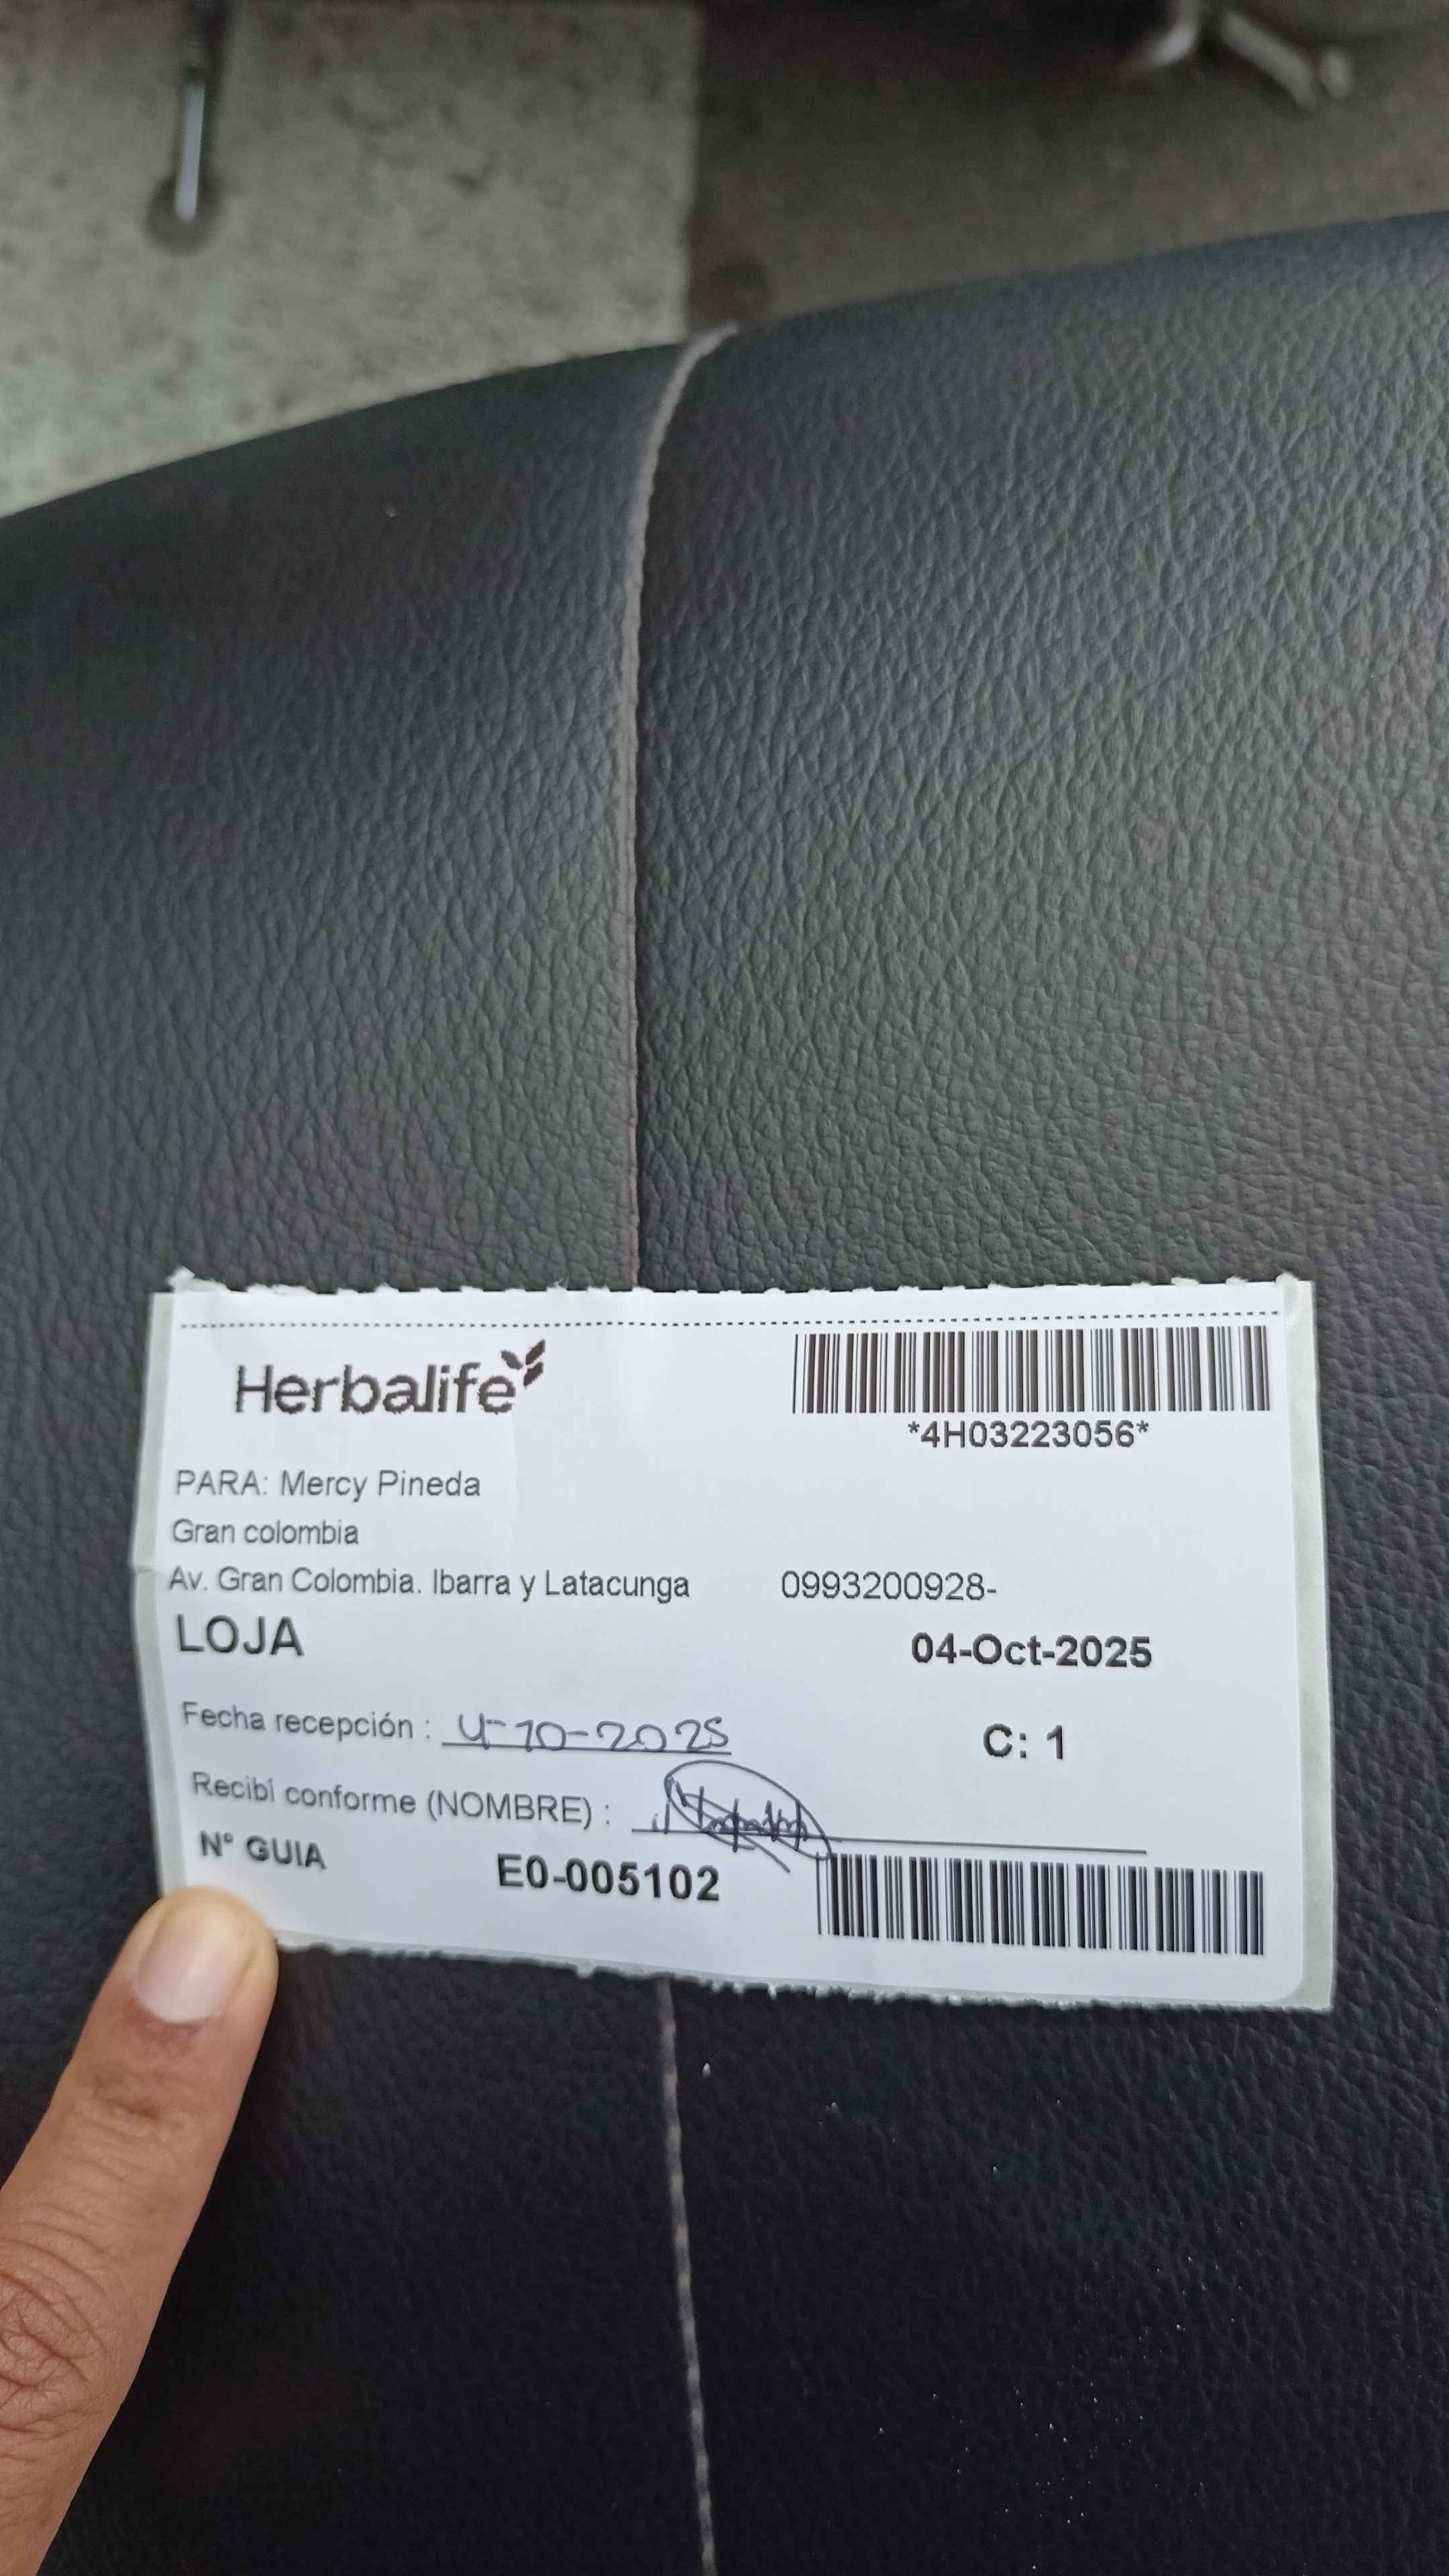 Herbalife
*4H03223056*
PARA: Mercy Pineda
Gran colombia
Av. Gran Colombia. Ibarra y Latacunga 0993200928-
LOJA 04-Oct-2025
Fecha recepción : 4-10-2025 C: 1
Recibí conforme (NOMBRE) :
N° GUIA E0-005102